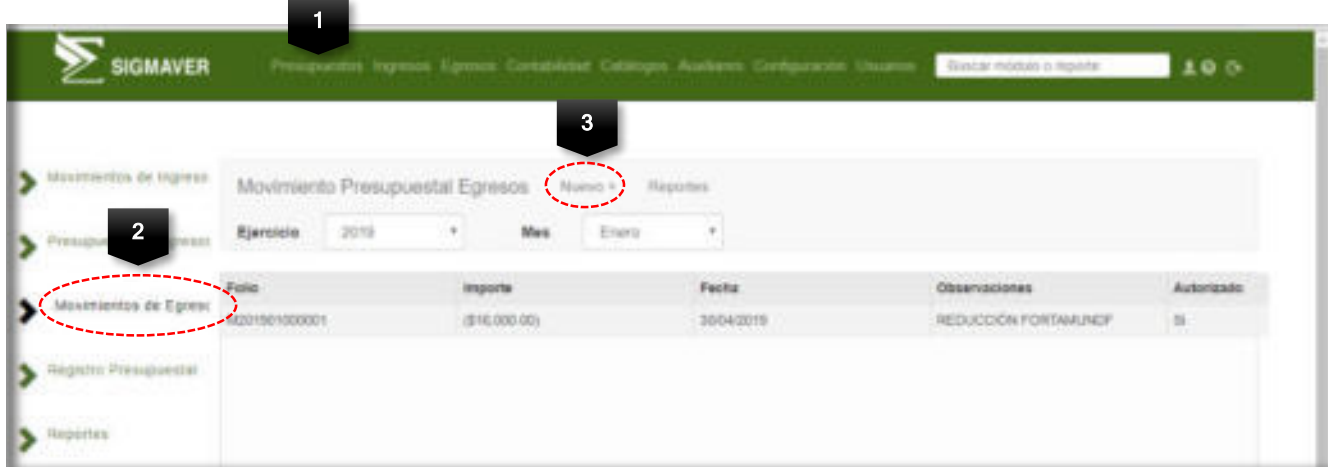 1
SIGMAVER Presupuestos Ingresos Egresos Contabilidad Catálogos Auxiliares Configuración Usuarios Buscar módulo o reporte
3
Movimientos de Ingreso
Movimiento Presupuestal Egresos Nuevo + Reportes
2
Ejercicio 2019 Mes Enero
Movimientos de Egreso
Folio Importe Fecha Observaciones Autorizado
M201901000001 ($16,000.00) 30/04/2019 REDUCCIÓN FORTAMUNDF SI
Registro Presupuestal
Reportes